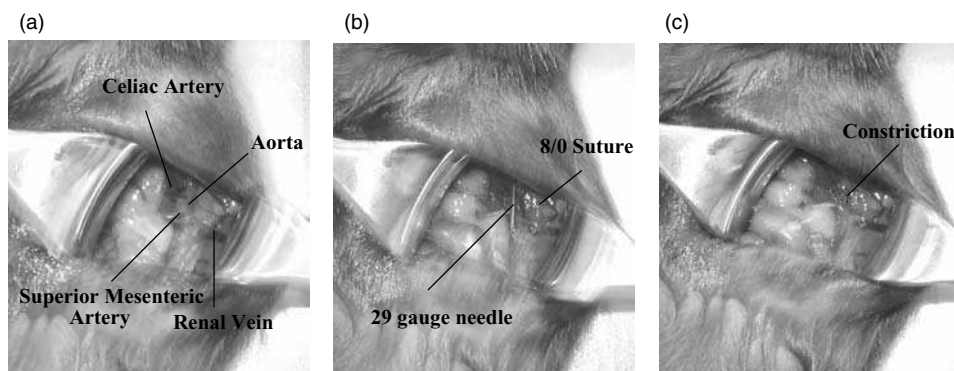 (a)
Celiac Artery
Aorta
Superior Mesenteric
Artery
Renal Vein
(b)
8/0 Suture
29 gauge needle
(c)
Constriction